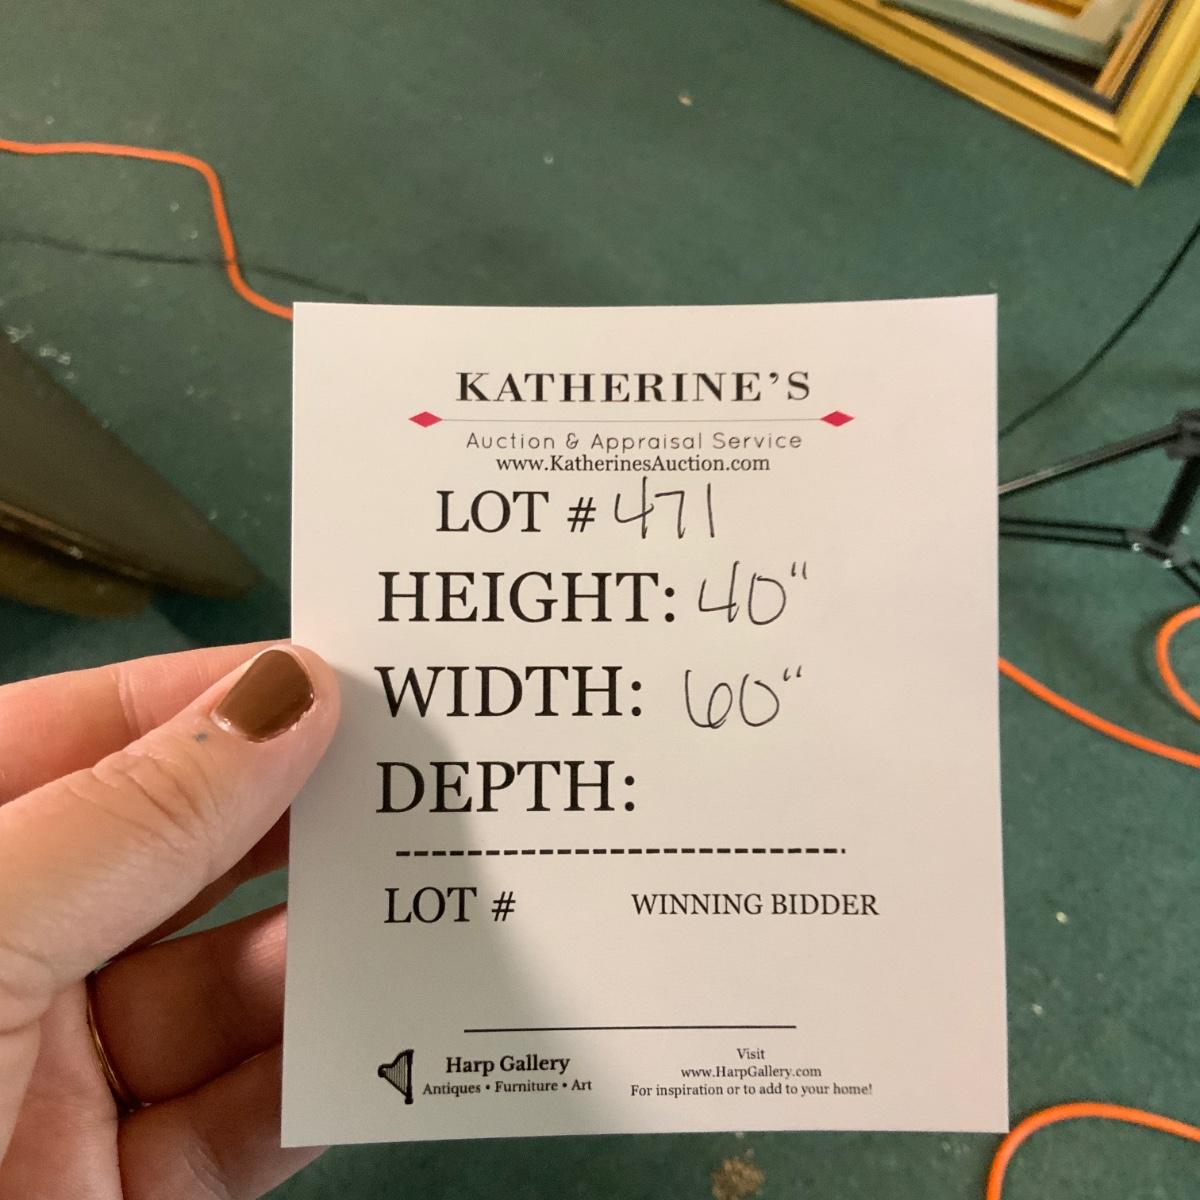 KATHERINE'S
Auction & Appraisal Service
www.KatherinesAuction.com
LOT # 471
HEIGHT: 40"
WIDTH: 60"
DEPTH:
LOT # WINNING BIDDER
Harp Gallery
Antiques • Furniture • Art
Visit
www.HarpGallery.com
For inspiration or to add to your home!